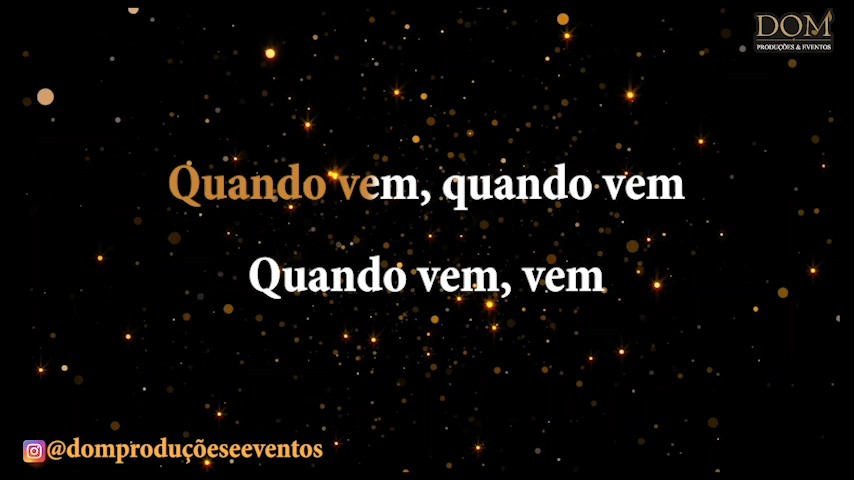 DOM
PRODUÇÕES & EVENTOS
Quando vem, quando vem
Quando vem, vem
@domproduçõeseeventos